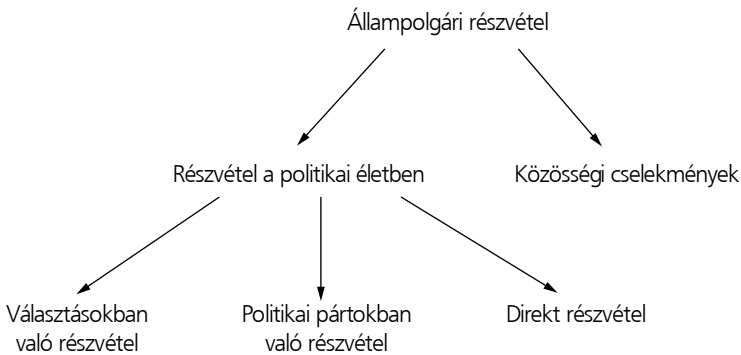 Állampolgári részvétel
Részvétel a politikai életben
Közösségi cselekmények
Választásokban
való részvétel
Politikai pártokban
való részvétel
Direkt részvétel